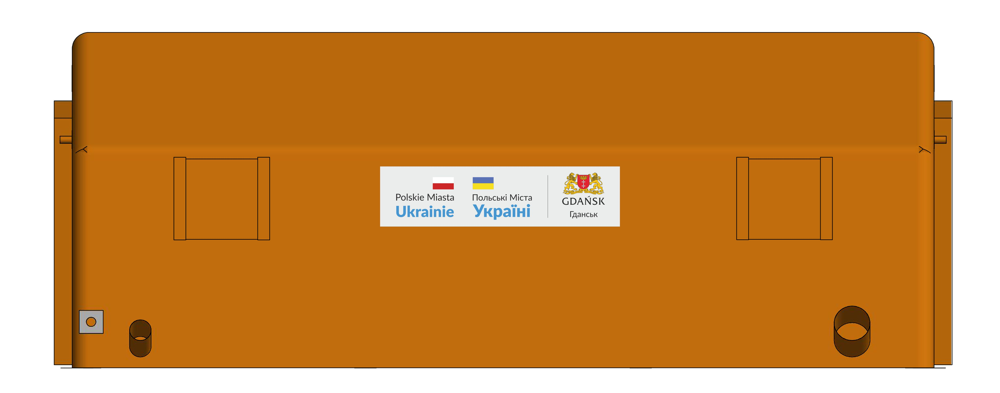 Polskie Miasta
Ukrainie
Польські Міста
Україні
GDAŃSK
Гданськ